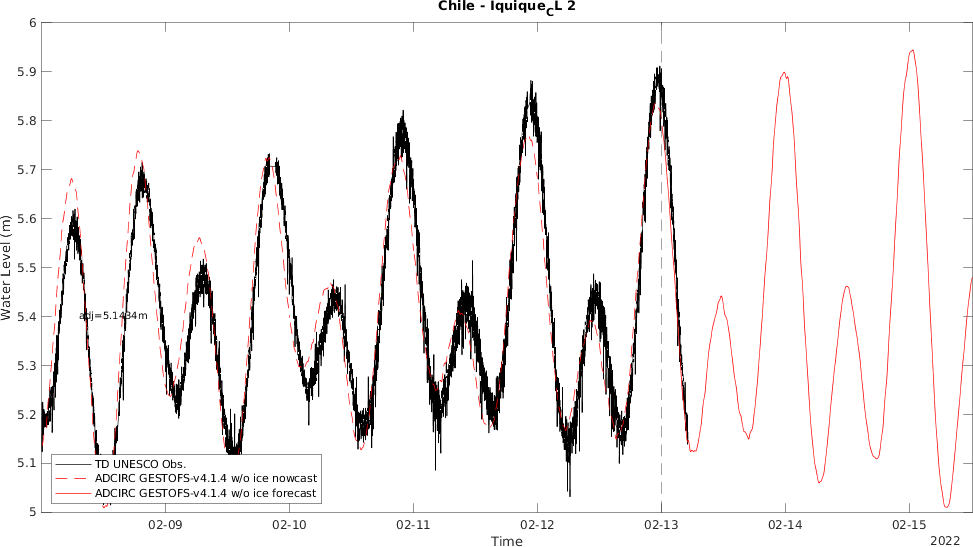 Chile - IquiqueCL 2
6
5.9
5.8
5.7
5.6
5.5
5.4
5.3
5.2
5.1
5
Water Level (m)
adj=5.1434m
TD UNESCO Obs.
ADCIRC GESTOFS-v4.1.4 w/o ice nowcast
ADCIRC GESTOFS-v4.1.4 w/o ice forecast
02-09 02-10 02-11 02-12 02-13 02-14 02-15
Time
2022